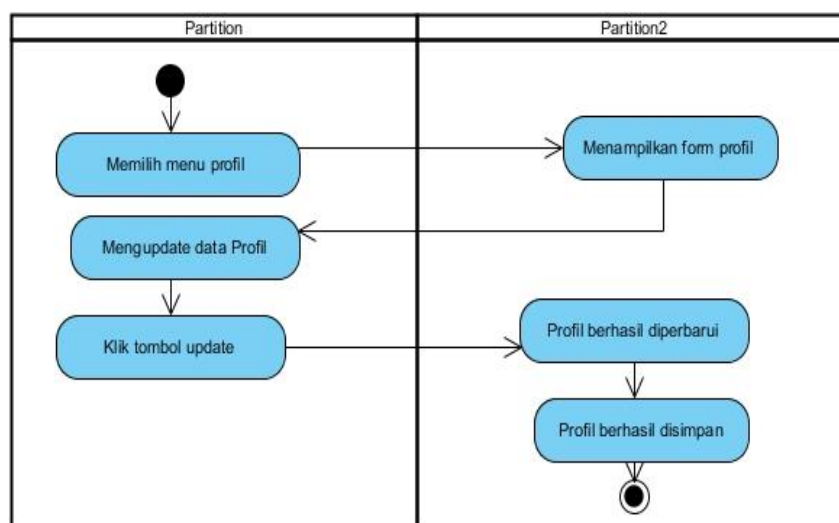 Partition
Partition2
Memilih menu profil
Menampilkan form profil
Mengupdate data Profil
Klik tombol update
Profil berhasil diperbarui
Profil berhasil disimpan